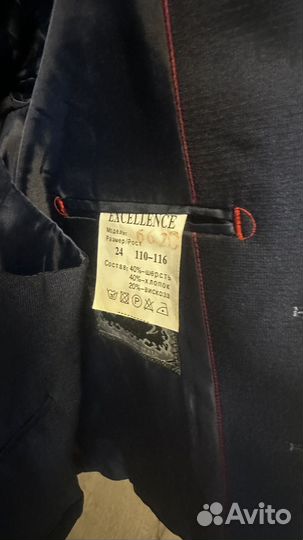 EXCELLENCE
Модель:
Размер/Рост
24 110-116
Состав: 40%-шерсть
40%-хлопок
20%-вискоза
Avito